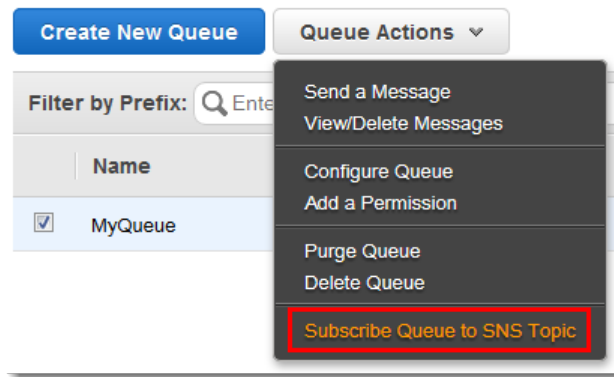 Create New Queue
Queue Actions
Filter by Prefix:
Ente
Send a Message
View/Delete Messages
Name
Configure Queue
Add a Permission
MyQueue
Purge Queue
Delete Queue
Subscribe Queue to SNS Topic